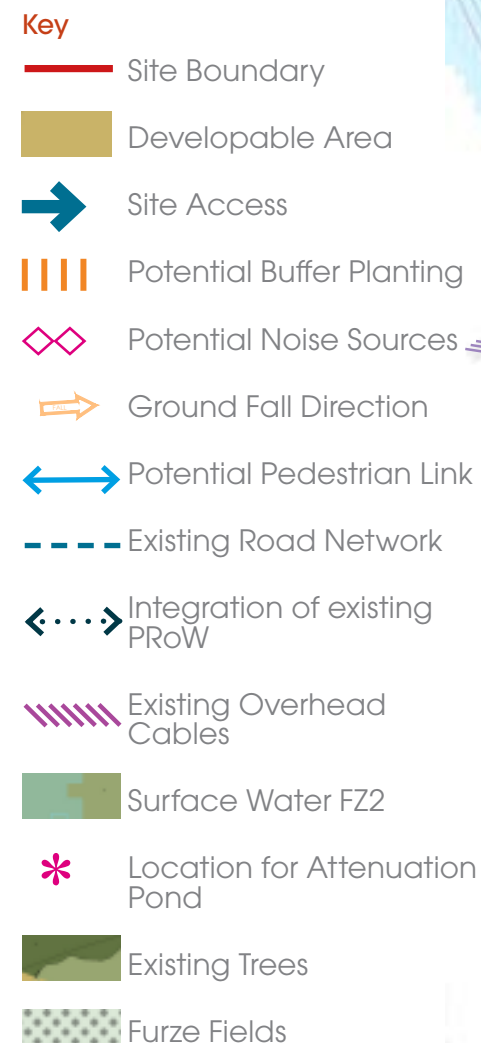 Key
Site Boundary
Developable Area
Site Access
Potential Buffer Planting
Potential Noise Sources
FALL
Ground Fall Direction
Potential Pedestrian Link
Existing Road Network
Integration of existing
PRoW
Existing Overhead
Cables
Surface Water FZ2
Location for Attenuation
Pond
Existing Trees
Furze Fields